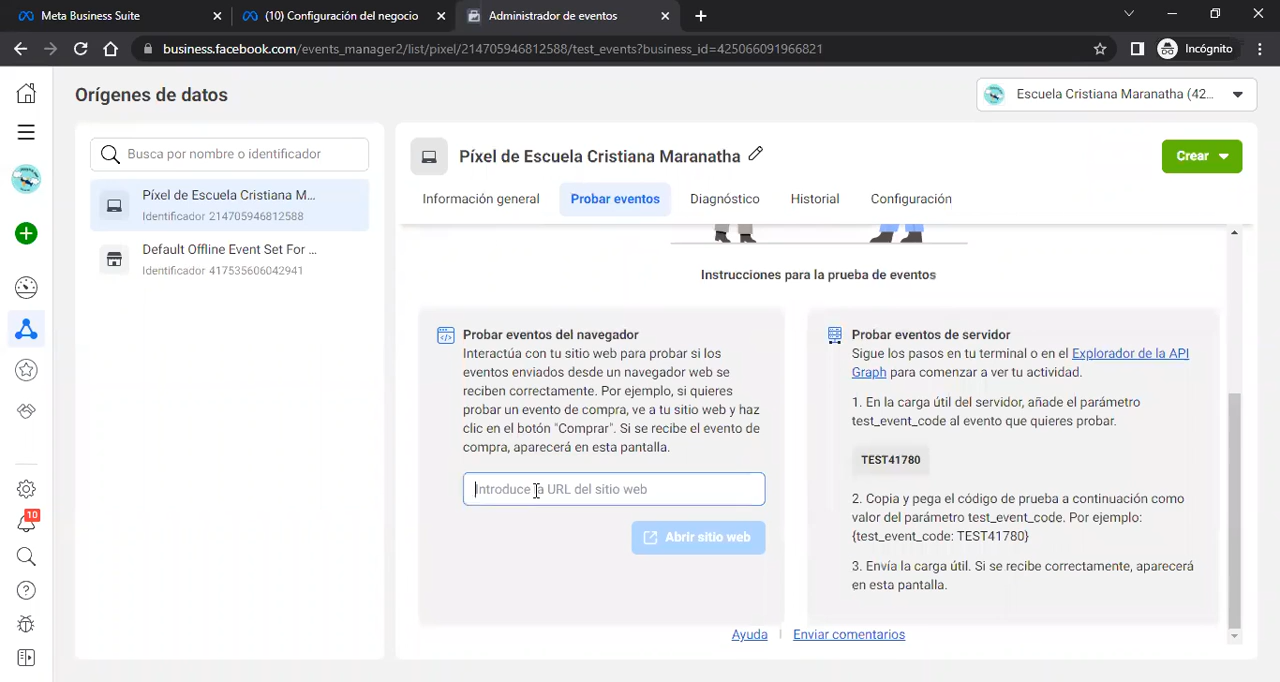 Meta Business Suite
(10) Configuración del negocio
Administrador de eventos
business.facebook.com/events_manager2/list/pixel/214705946812588/test_events?business_id=425066091966821
Incógnito
Orígenes de datos
Escuela Cristiana Maranatha (42...
Busca por nombre o identificador
Píxel de Escuela Cristiana M...
Identificador 214705946812588
Default Offline Event Set For ...
Identificador 417535606042941
10
Píxel de Escuela Cristiana Maranatha
Crear
Información general
Probar eventos
Diagnóstico
Historial
Configuración
Instrucciones para la prueba de eventos
Probar eventos del navegador
Interactúa con tu sitio web para probar si los
eventos enviados desde un navegador web se
reciben correctamente. Por ejemplo, si quieres
probar un evento de compra, ve a tu sitio web y haz
clic en el botón "Comprar". Si se recibe el evento de
compra, aparecerá en esta pantalla.
Introduce la URL del sitio web
Abrir sitio web
Probar eventos de servidor
Sigue los pasos en tu terminal o en el Explorador de la API
Graph para comenzar a ver tu actividad.
1. En la carga útil del servidor, añade el parámetro
test_event_code al evento que quieres probar.
TEST41780
2. Copia y pega el código de prueba a continuación como
valor del parámetro test_event_code. Por ejemplo:
{test_event_code: TEST41780}
3. Envía la carga útil. Si se recibe correctamente, aparecerá
en esta pantalla.
Ayuda
Enviar comentarios